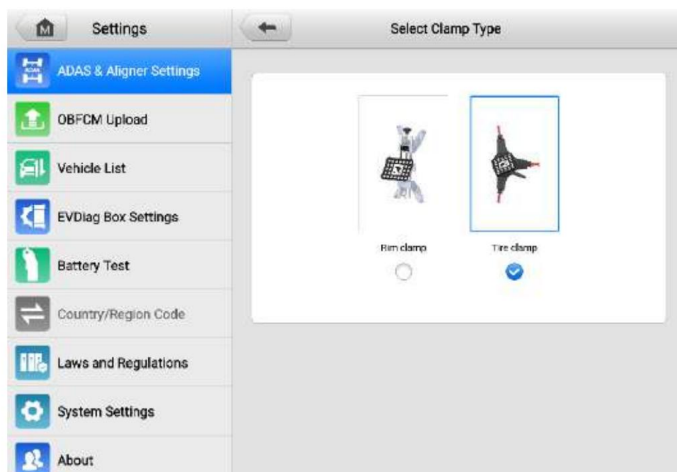 Settings
Select Clamp Type
ADAS & Aligner Settings
OBFCM Upload
Vehicle List
EVDiag Box Settings
Battery Test
Country/Region Code
Laws and Regulations
System Settings
About
Rim clamp
Tire clamp